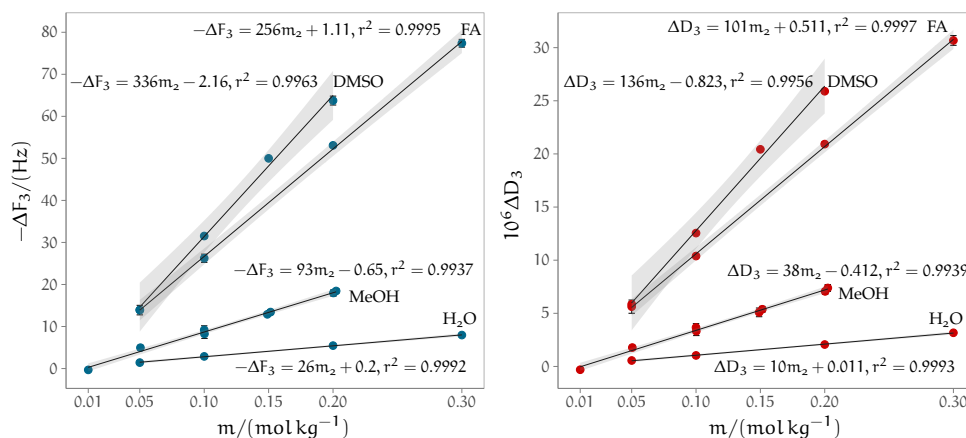 −ΔF₃ = 256m₂ + 1.11, r² = 0.9995
FA
−ΔF₃ = 336m₂ − 2.16, r² = 0.9963
DMSO
−ΔF₃ = 93m₂ − 0.65, r² = 0.9937
MeOH
H₂O
−ΔF₃ = 26m₂ + 0.2, r² = 0.9992
−ΔF₃/(Hz)
80
60
40
30
20
10
0
0.01
0.05
0.10
0.15
0.20
0.30
m/(mol kg⁻¹)
ΔD₃ = 101m₂ + 0.511, r² = 0.9997
FA
ΔD₃ = 136m₂ − 0.823, r² = 0.9956
DMSO
ΔD₃ = 38m₂ − 0.412, r² = 0.9939
MeOH
H₂O
ΔD₃ = 10m₂ + 0.011, r² = 0.9993
10⁶ΔD₃
30
25
20
15
10
5
0
0.01
0.05
0.10
0.15
0.20
0.30
m/(mol kg⁻¹)